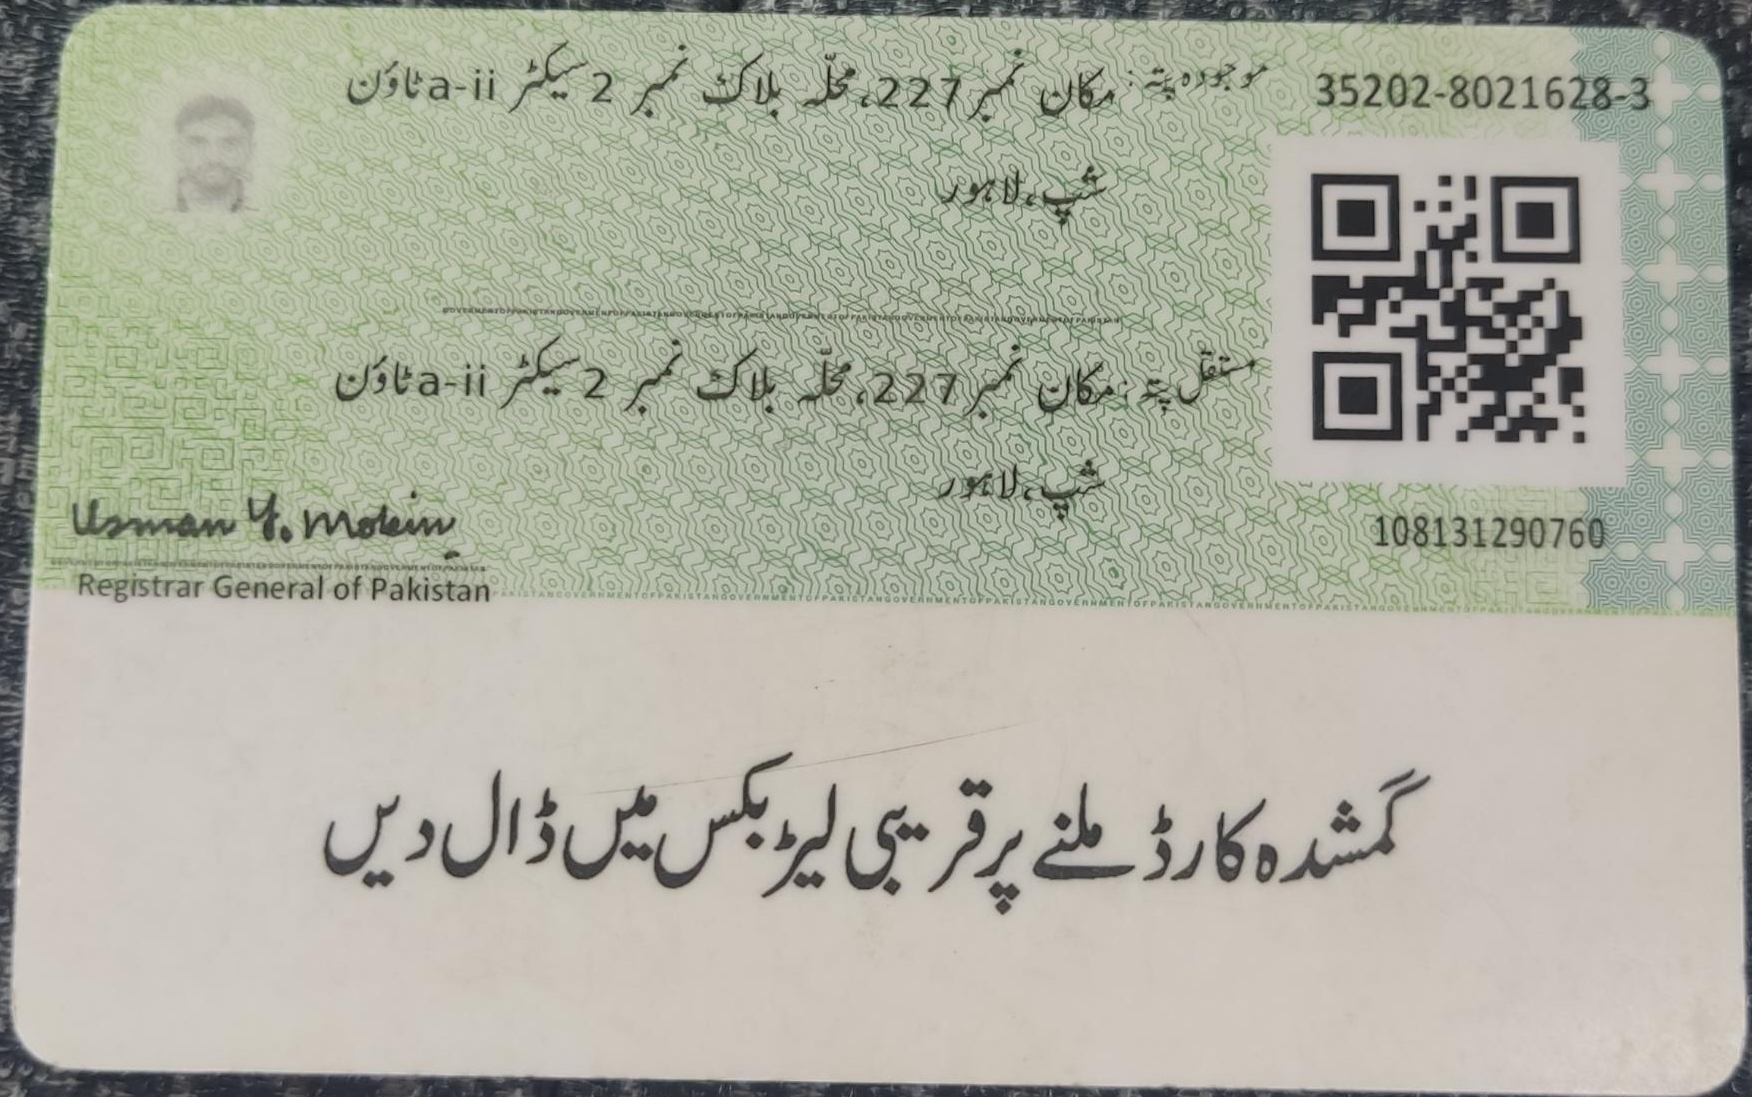 35202-8021628-3
موجودہ پتہ: مکان نمبر 227، محلّہ بلاک نمبر 2 سیکٹر a-ii ٹاؤن
شپ، لاہور
GOVERNMENTOFPAKISTANGOVERNMENTOFPAKISTANGOVERNMENTOFPAKISTANGOVERNMENTOFPAKISTANGOVERNMENTOFPAKISTAN
مستقل پتہ: مکان نمبر 227، محلّہ بلاک نمبر 2 سیکٹر a-ii ٹاؤن
شپ، لاہور
108131290760
Usman Y. Mobin
Registrar General of Pakistan
گمشدہ کارڈ ملنے پر قریبی لیٹر بکس میں ڈال دیں